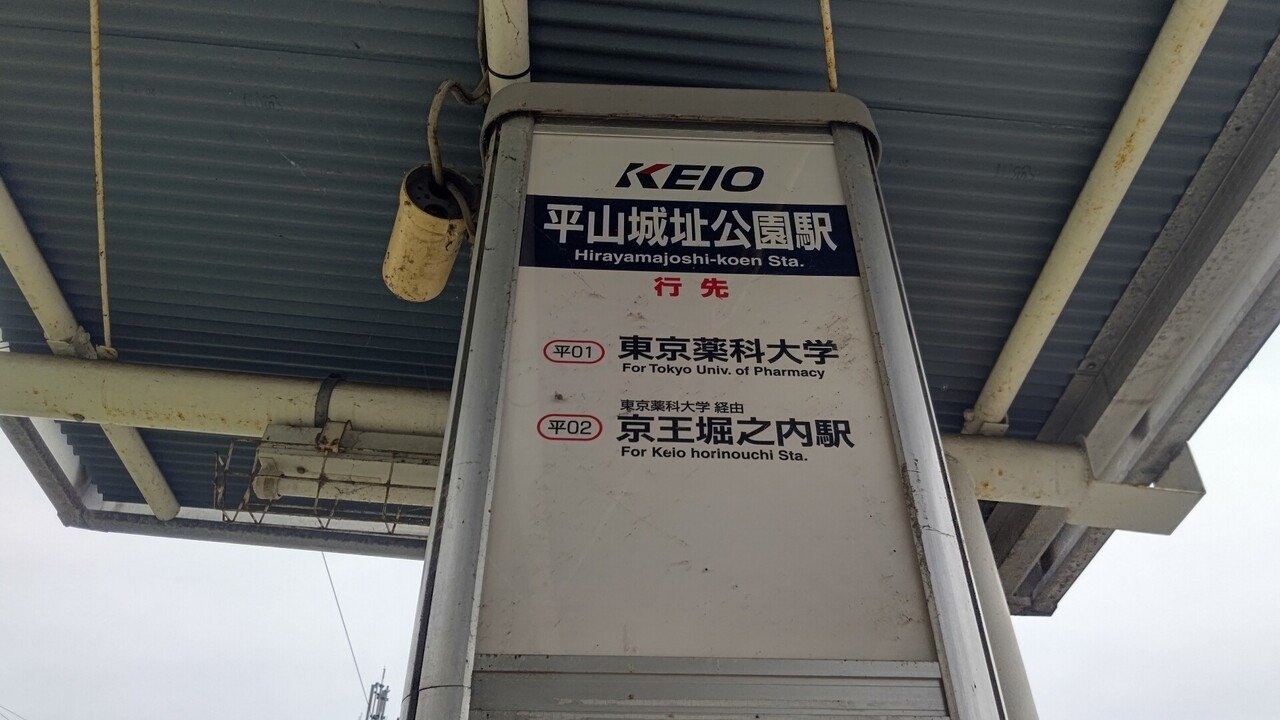 KEIO
平山城址公園駅
Hirayamajoshi-koen Sta.
行先
平01 東京薬科大学
For Tokyo Univ. of Pharmacy
東京薬科大学 経由
平02 京王堀之内駅
For Keio horinouchi Sta.